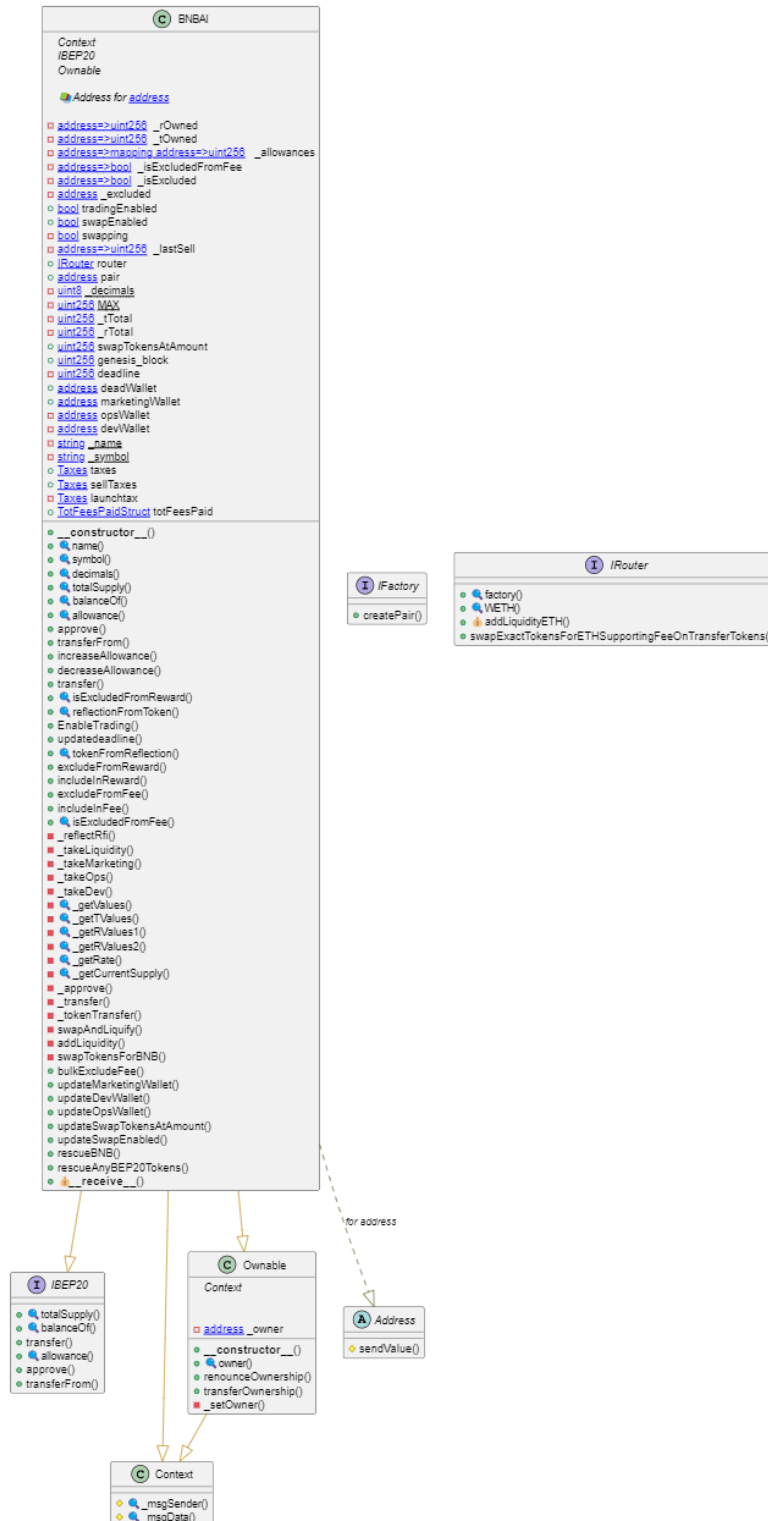 C BNBAI
Context
IBEP20
Ownable
Address for address
address=>uint256 _rOwned
address=>uint256 _tOwned
address=>mapping address=>uint256 _allowances
address=>bool _isExcludedFromFee
address=>bool _isExcluded
address _excluded
bool tradingEnabled
bool swapEnabled
bool swapping
address=>uint256 _lastSell
IRouter router
address pair
uint8 _decimals
uint256 MAX
uint256 _tTotal
uint256 _rTotal
uint256 swapTokensAtAmount
uint256 genesis_block
uint256 deadline
address deadWallet
address marketingWallet
address opsWallet
address devWallet
string _name
string _symbol
Taxes taxes
Taxes sellTaxes
Taxes launchtax
TotFeesPaidStruct totFeesPaid
__constructor__()
name()
symbol()
decimals()
totalSupply()
balanceOf()
allowance()
approve()
transferFrom()
increaseAllowance()
decreaseAllowance()
transfer()
isExcludedFromReward()
reflectionFromToken()
EnableTrading()
updatedeadline()
tokenFromReflection()
excludeFromReward()
includeInReward()
excludeFromFee()
includeInFee()
isExcludedFromFee()
_reflectRfi()
_takeLiquidity()
_takeMarketing()
_takeOps()
_takeDev()
_getValues()
_getTValues()
_getRValues1()
_getRValues2()
_getRate()
_getCurrentSupply()
_approve()
_transfer()
_tokenTransfer()
swapAndLiquify()
addLiquidity()
swapTokensForBNB()
bulkExcludeFee()
updateMarketingWallet()
updateDevWallet()
updateOpsWallet()
updateSwapTokensAtAmount()
updateSwapEnabled()
rescueBNB()
rescueAnyBEP20Tokens()
__receive__()
I IFactory
createPair()
I IRouter
factory()
WETH()
addLiquidityETH()
swapExactTokensForETHSupportingFeeOnTransferTokens(
for address
I IBEP20
totalSupply()
balanceOf()
transfer()
allowance()
approve()
transferFrom()
C Ownable
Context
address _owner
__constructor__()
owner()
renounceOwnership()
transferOwnership()
_setOwner()
A Address
sendValue()
C Context
_msgSender()
_msgData()